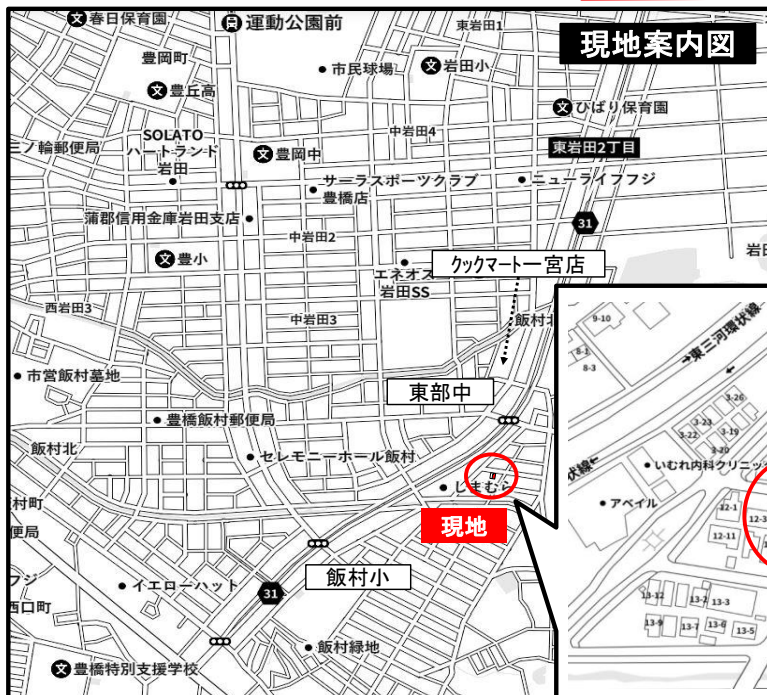 春日保育園
運動公園前
東岩田1
現地案内図
豊岡町
市民球場
岩田小
豊丘高
ひばり保育園
中岩田4
三ノ輪郵便局
SOLATO
ハートランド
岩田
豊岡中
東岩田2丁目
サーラスポーツクラブ
豊橋店
ニューライフフジ
蒲郡信用金庫岩田支店
31
中岩田2
豊小
クックマート一宮店
エネオス
岩田SS
西岩田3
中岩田3
飯村北
市営飯村墓地
東部中
豊橋飯村郵便局
飯村北
セレモニーホール飯村
しまむら
現地
飯村小
イエローハット
31
西口町
飯村緑地
豊橋特別支援学校
9-10
8-1
8-3
東三河環状線
3-26
3-23
3-22
3-19
3-20
状線
いむれ内科クリニック
アベイル
12-1
12-3
12-11
13-12
13-2
13-3
13-9
13-7
13-6
13-5